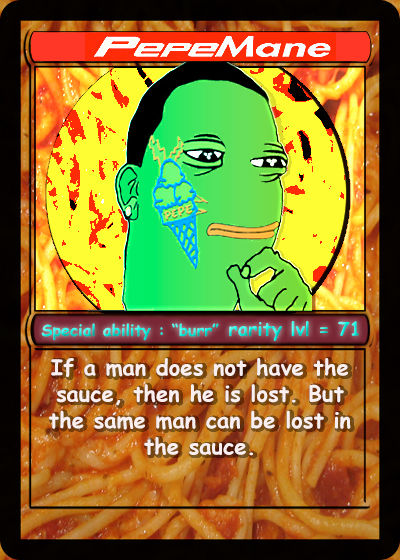 PepeMane
PEPE
Special ability : "burr" rarity lvl = 71
If a man does not have the
sauce, then he is lost. But
the same man can be lost in
the sauce.